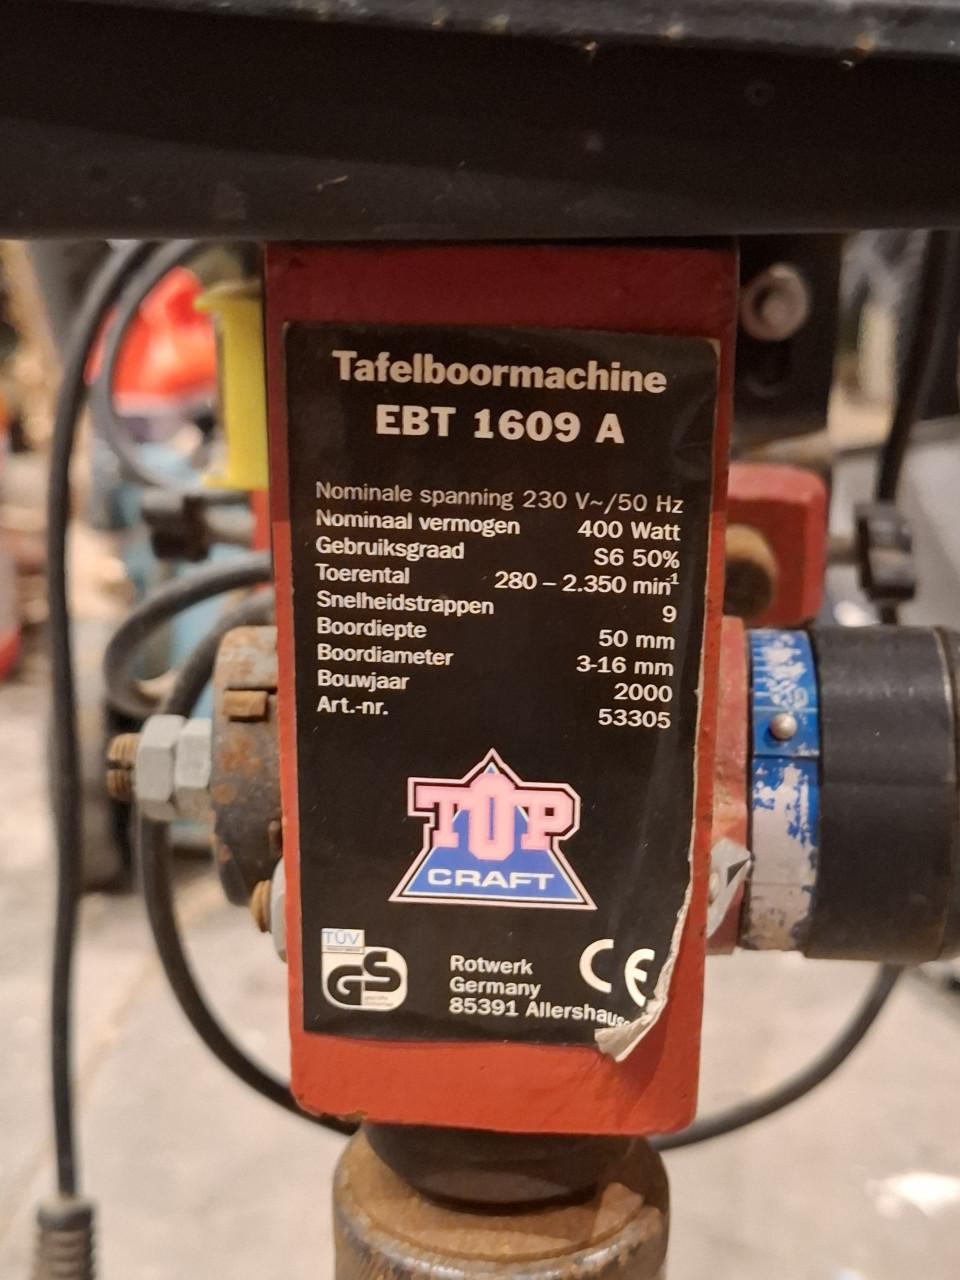 Tafelboormachine
EBT 1609 A
Nominale spanning 230 V~/50 Hz
Nominaal vermogen 400 Watt
Gebruiksgraad S6 50%
Toerental 280 – 2.350 min¹
Snelheidstrappen 9
Boordiepte 50 mm
Boordiameter 3-16 mm
Bouwjaar 2000
Art.-nr. 53305
TOP
CRAFT
TÜV
GS
Rotwerk
Germany
85391 Allershaus
CE